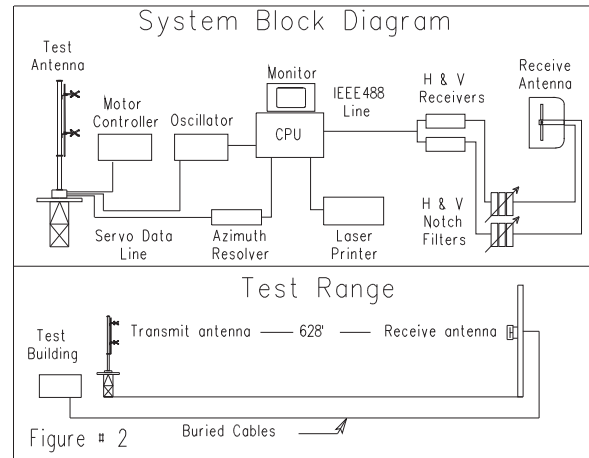 System Block Diagram
Test
Antenna
Motor
Controller
Oscillator
Monitor
CPU
IEEE488
Line
H & V
Receivers
Receive
Antenna
H & V
Notch
Filters
Servo Data
Line
Azimuth
Resolver
Laser
Printer
Test Range
Test
Building
Transmit antenna — 628' — Receive antenna
Buried Cables
Figure # 2